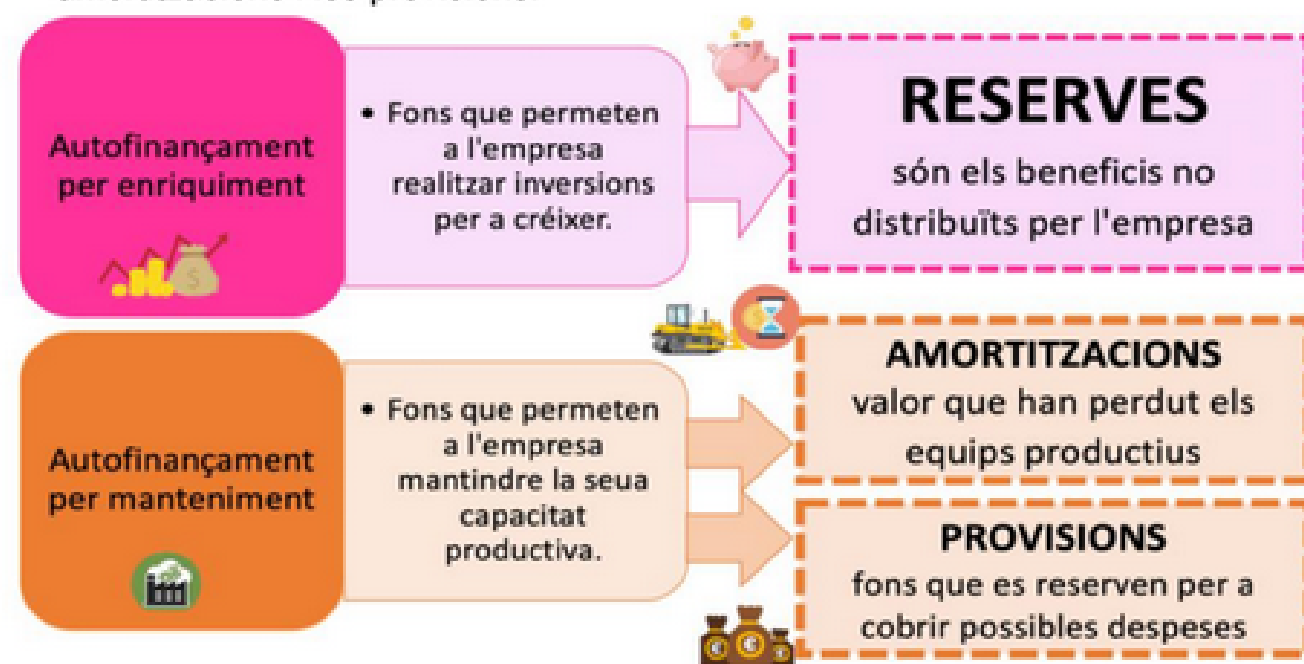 Autofinançament
per enriquiment
• Fons que permeten
a l'empresa
realitzar inversions
per a créixer.
RESERVES
són els beneficis no
distribuïts per l'empresa
Autofinançament
per manteniment
• Fons que permeten
a l'empresa
mantindre la seua
capacitat
productiva.
AMORTITZACIONS
valor que han perdut els
equips productius
PROVISIONS
fons que es reserven per a
cobrir possibles despeses